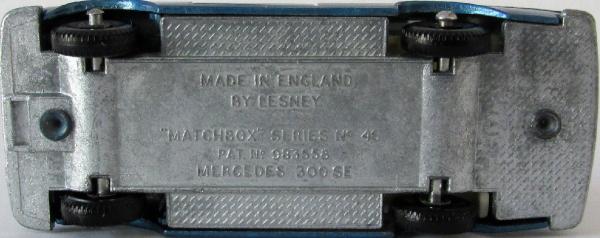 MADE IN ENGLAND
BY LESNEY
"MATCHBOX" SERIES Nº 46
PAT. Nº 983558
MERCEDES 300 SE